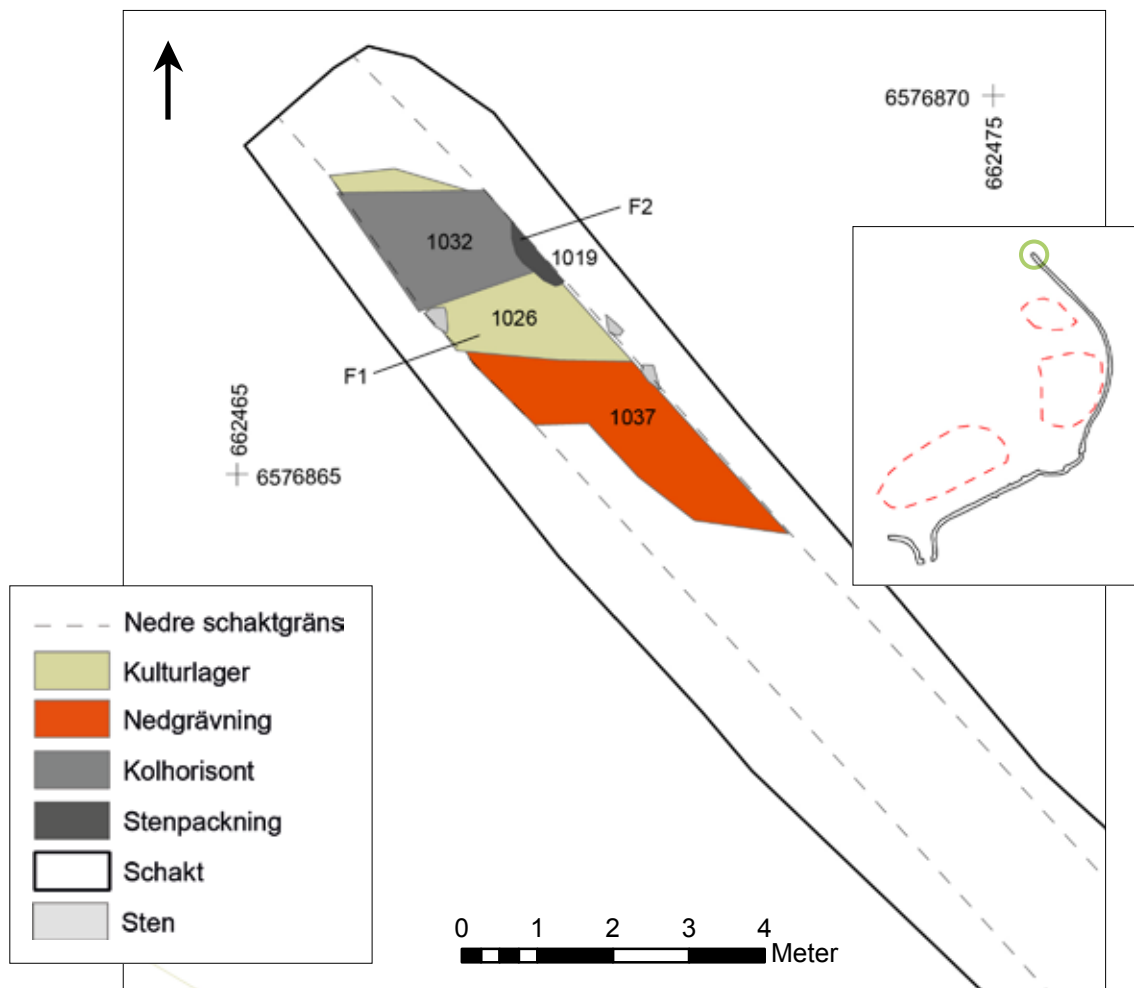 6576870
662475
F2
1032
1019
1026
F1
1037
662465
6576865
Nedre schaktgräns
Kulturlager
Nedgrävning
Kolhorisont
Stenpackning
Schakt
Sten
0 1 2 3 4
Meter